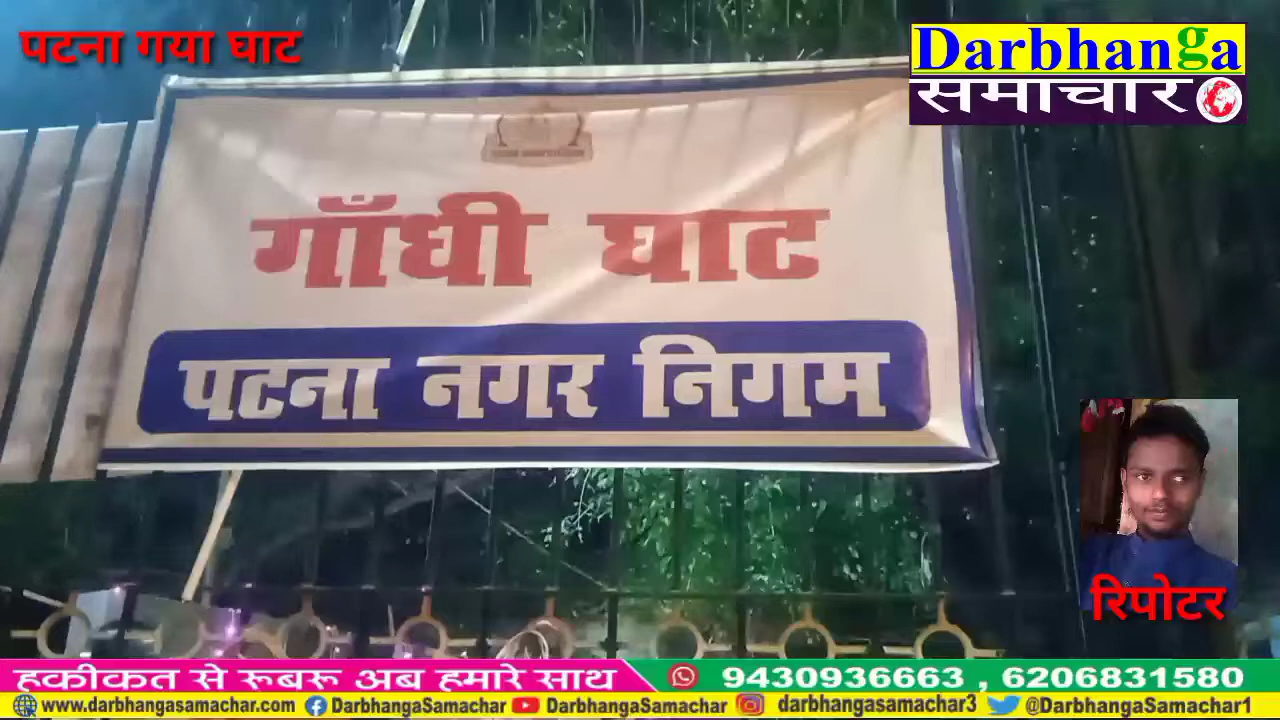 पटना गया घाट
Darbhanga
समाचार
गाँधी घाट
पटना नगर निगम
रिपोटर
हकीकत से रूबरू अब हमारे साथ
9430936663 , 6206831580
www.darbhangasamachar.com DarbhangaSamachar DarbhangaSamachar darbhangasamachar3 @DarbhangaSamachar1